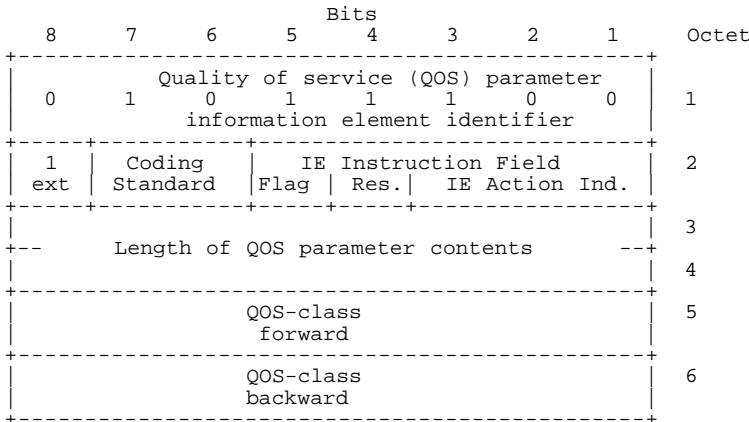 Bits
8 7 6 5 4 3 2 1 Octet
+-----------------------------------------------+
| Quality of service (QOS) parameter |
| 0 1 0 1 1 1 0 0 | 1
| information element identifier |
+-----+-----------+-----------------------------+
| 1 | Coding | IE Instruction Field | 2
| ext | Standard |Flag | Res.| IE Action Ind. |
+-----+-----------+-----+-----+-----------------+
| | 3
+-- Length of QOS parameter contents --+
| | 4
+-----------------------------------------------+
| QOS-class | 5
| forward |
+-----------------------------------------------+
| QOS-class | 6
| backward |
+-----------------------------------------------+